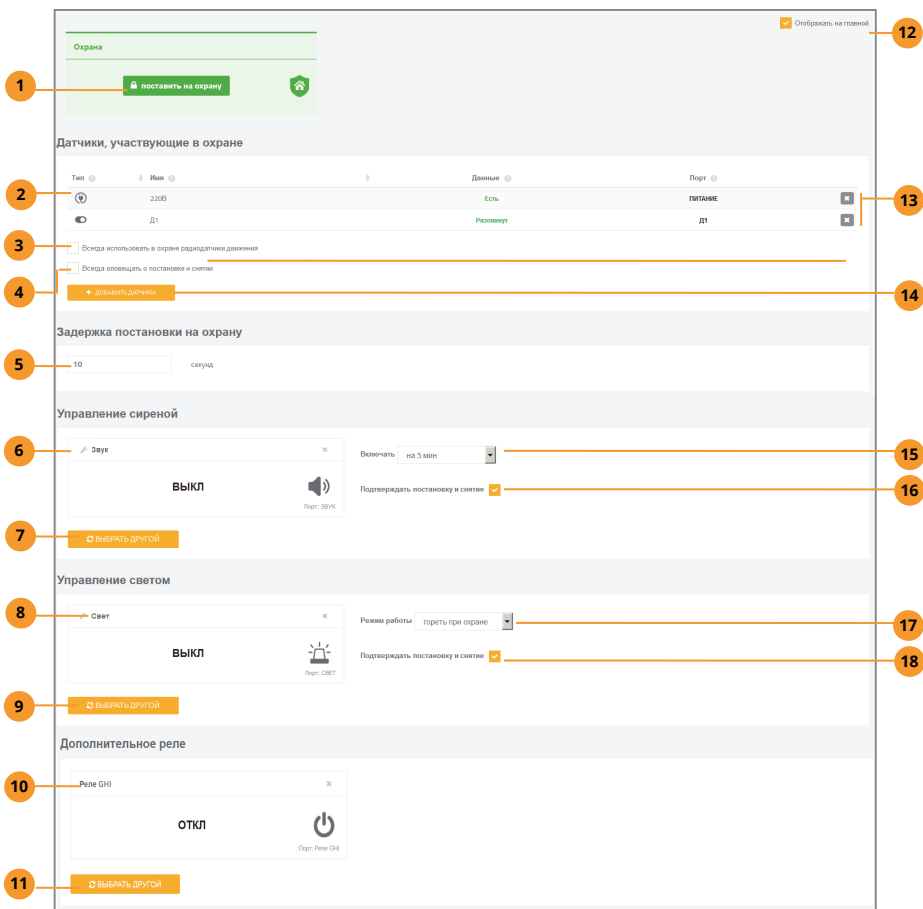 Отображать на главной
12
Охрана
1
поставить на охрану
Датчики, участвующие в охране
Тип
Имя
Данные
Порт
2
220В
Есть
ПИТАНИЕ
13
Д1
Разомкнут
Д1
3
Всегда использовать в охране радиодатчики движения
4
Всегда оповещать о постановке и снятии
+ ДОБАВИТЬ ДАТЧИКИ
14
Задержка постановки на охрану
5
10
секунд
Управление сиреной
6
Звук
Включать
на 5 мин
15
ВЫКЛ
Подтверждать постановку и снятие
16
Порт: ЗВУК
7
ВЫБРАТЬ ДРУГОЙ
Управление светом
8
Свет
Режим работы
гореть при охране
17
ВЫКЛ
Подтверждать постановку и снятие
18
Порт: СВЕТ
9
ВЫБРАТЬ ДРУГОЙ
Дополнительное реле
10
Реле GHI
ОТКЛ
Порт: Реле GHI
11
ВЫБРАТЬ ДРУГОЙ